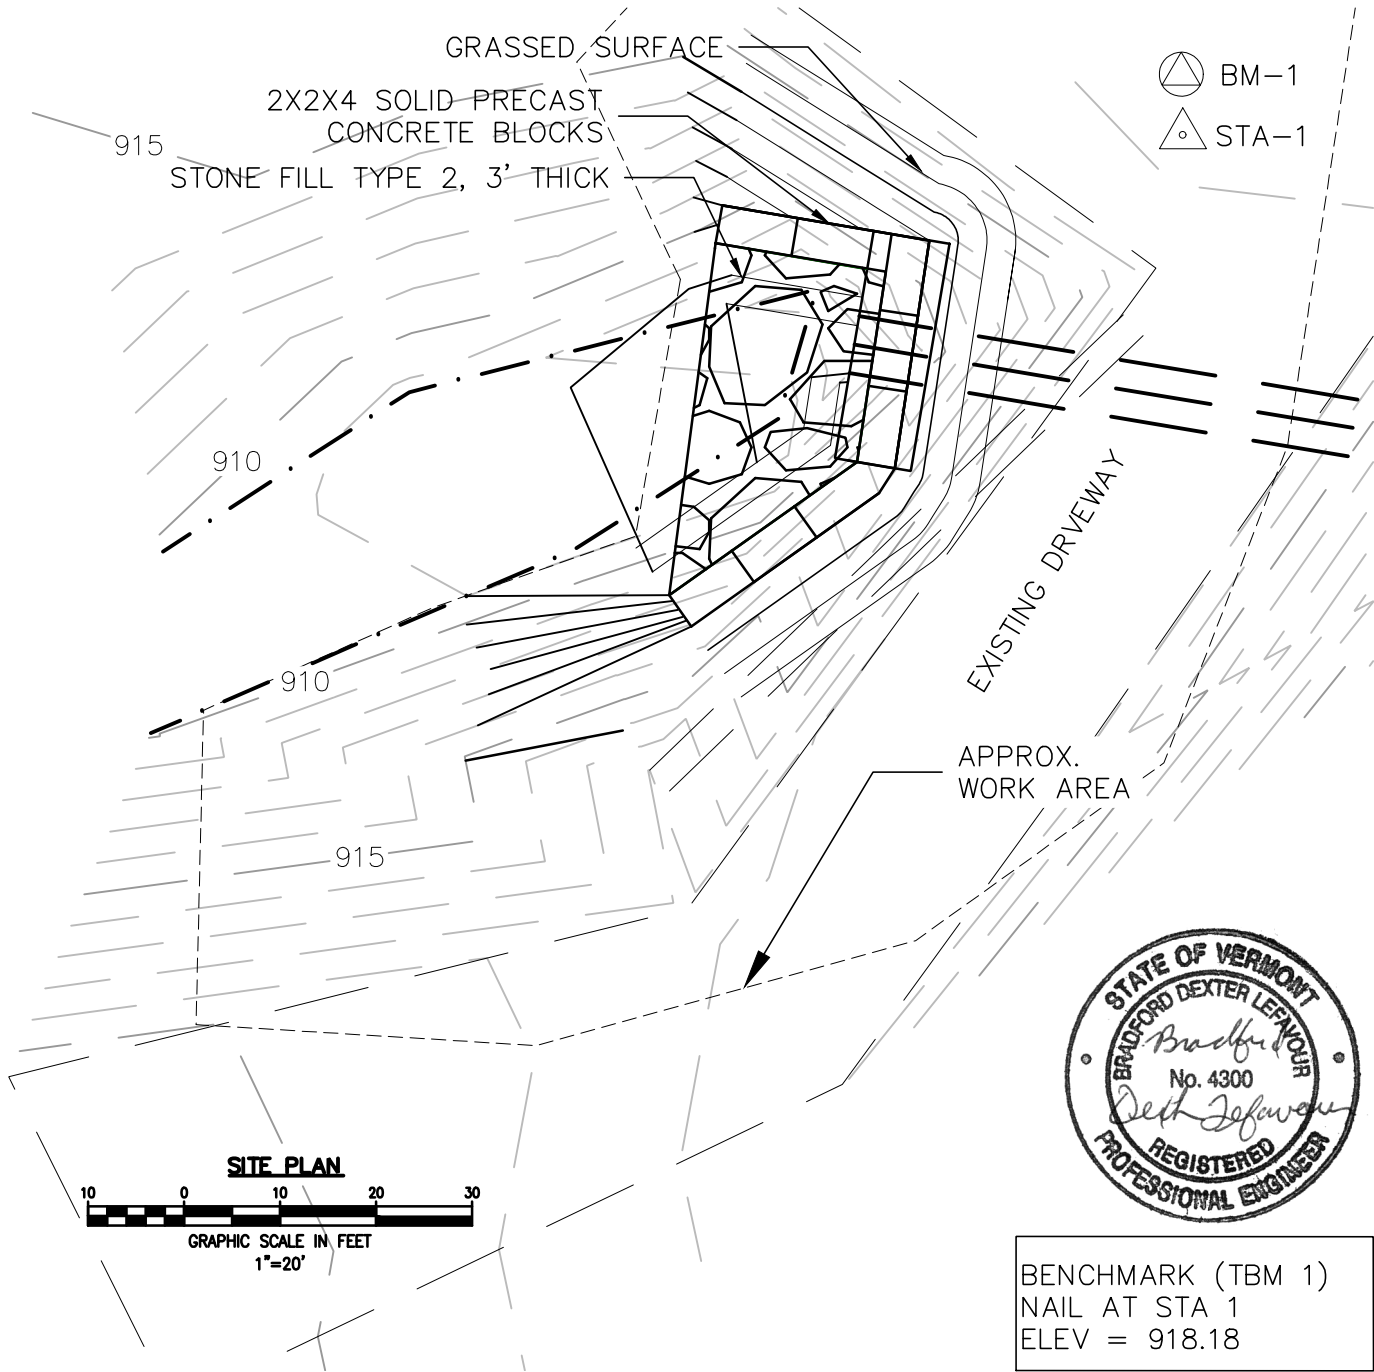 GRASSED SURFACE
2X2X4 SOLID PRECAST
CONCRETE BLOCKS
STONE FILL TYPE 2, 3' THICK
BM-1
STA-1
915
910
910
915
EXISTING DRVEWAY
APPROX.
WORK AREA
STATE OF VERMONT
BRADFORD DEXTER LEFAVOUR
Bradford
No. 4300
Dexter Lefavour
REGISTERED
PROFESSIONAL ENGINEER
SITE PLAN
10 0 10 20 30
GRAPHIC SCALE IN FEET
1"=20'
BENCHMARK (TBM 1)
NAIL AT STA 1
ELEV = 918.18